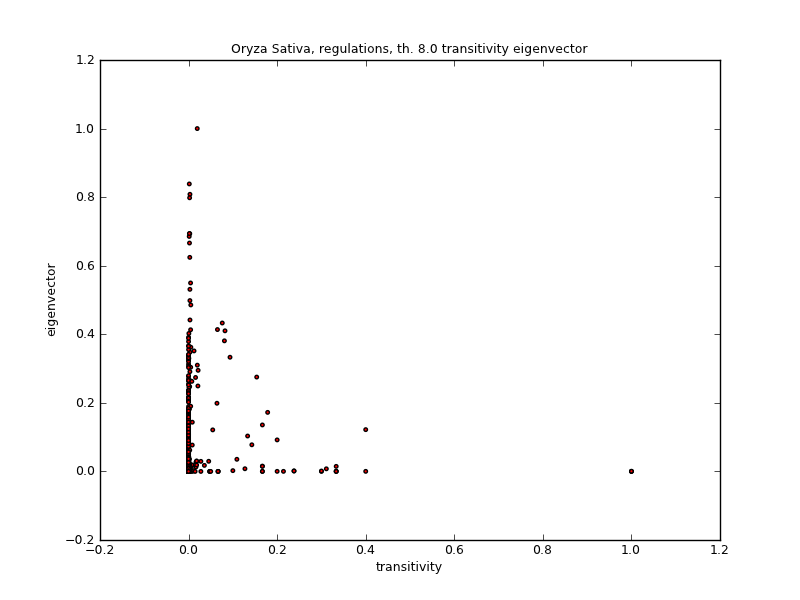 Oryza Sativa, regulations, th. 8.0 transitivity eigenvector
1.2
1.0
0.8
0.6
0.4
0.2
0.0
−0.2
eigenvector
−0.2 0.0 0.2 0.4 0.6 0.8 1.0 1.2
transitivity